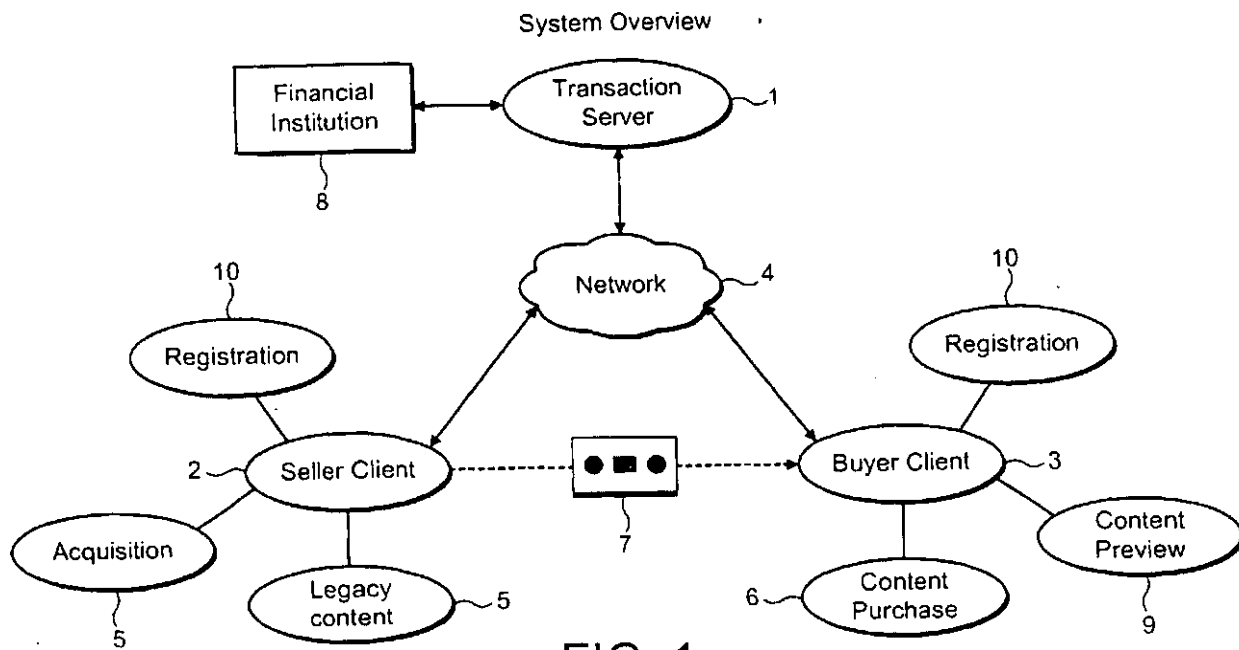 System Overview
Financial
Institution
8
Transaction
Server
1
Network
4
10
Registration
10
Registration
2
Seller Client
7
Buyer Client
3
Acquisition
5
Legacy
content
5
6
Content
Purchase
Content
Preview
9
FIG. 1